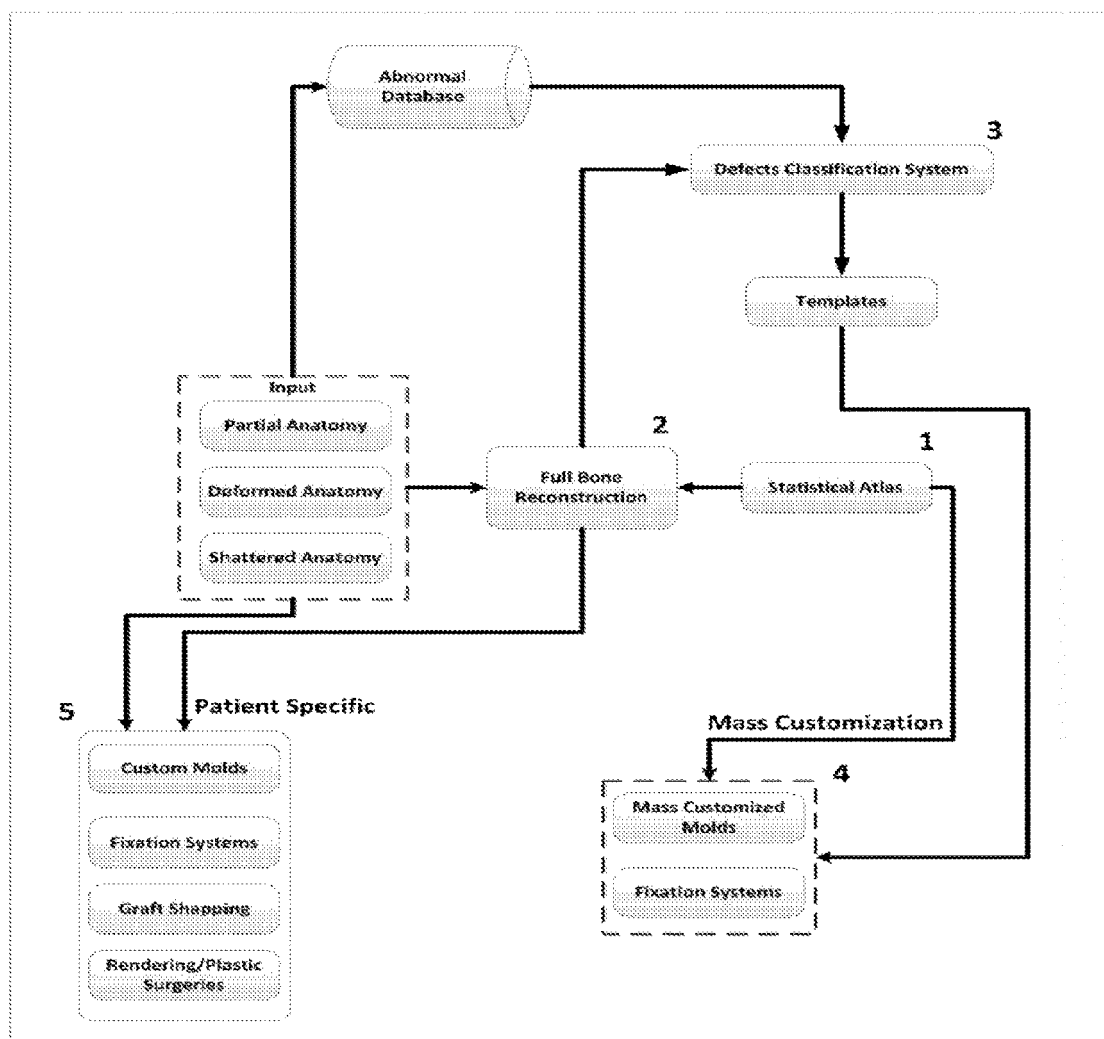 Abnormal
Database
3
Defects Classification System
Templates
Input
Partial Anatomy
Deformed Anatomy
Shattered Anatomy
2
Full Bone
Reconstruction
1
Statistical Atlas
5
Patient Specific
Custom Molds
Fixation Systems
Graft Shapping
Rendering/Plastic
Surgeries
Mass Customization
4
Mass Customized
Molds
Fixation Systems